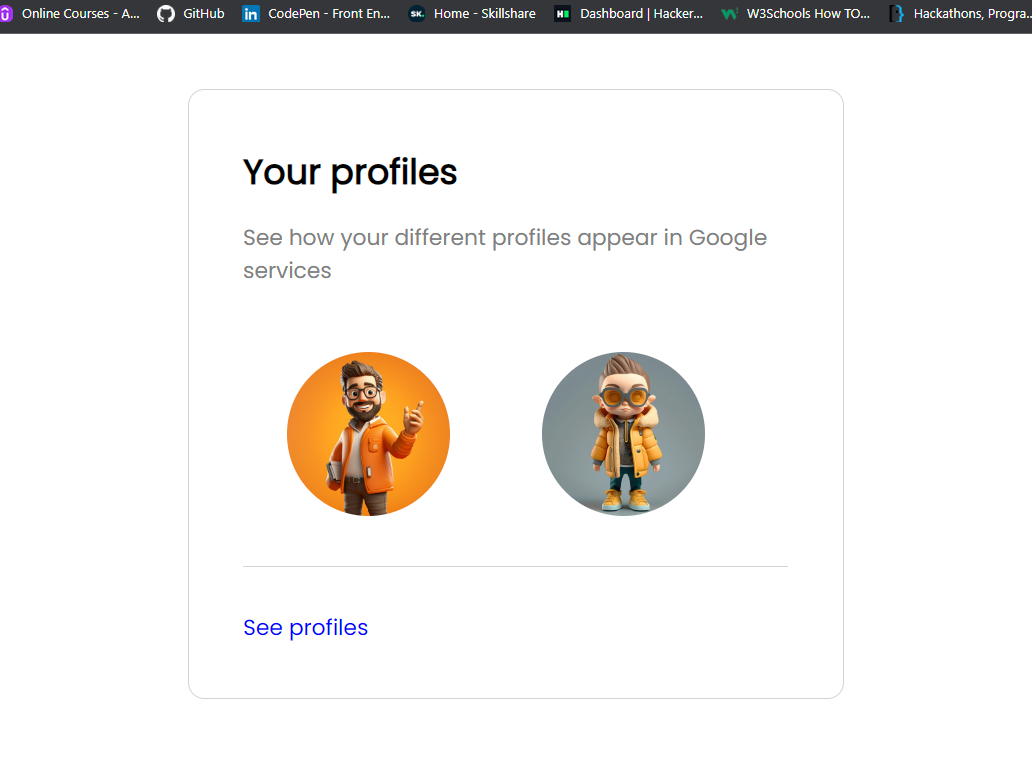 Online Courses - A... GitHub CodePen - Front En... Home - Skillshare Dashboard | Hacker... W3Schools How TO... Hackathons, Progra...
Your profiles
See how your different profiles appear in Google
services
See profiles